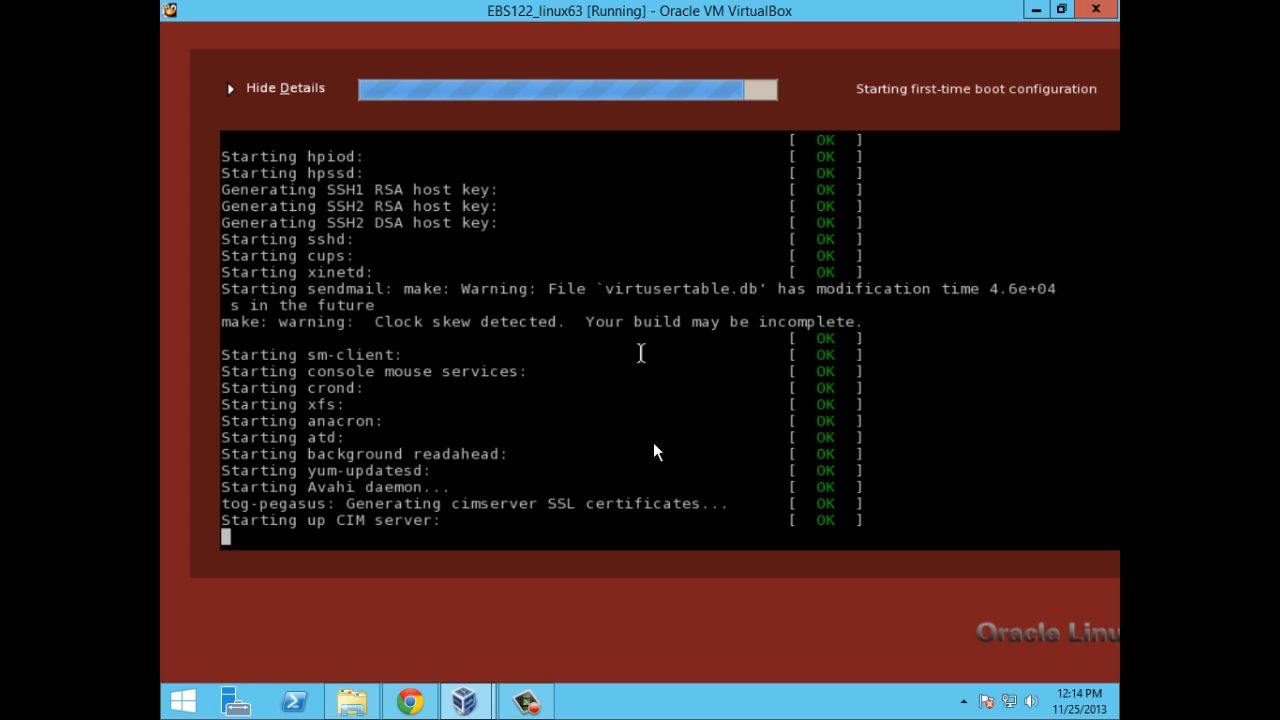 EBS122_linux63 [Running] - Oracle VM VirtualBox
Hide Details
Starting first-time boot configuration
[ OK ]
Starting hpiod: [ OK ]
Starting hpssd: [ OK ]
Generating SSH1 RSA host key: [ OK ]
Generating SSH2 RSA host key: [ OK ]
Generating SSH2 DSA host key: [ OK ]
Starting sshd: [ OK ]
Starting cups: [ OK ]
Starting xinetd: [ OK ]
Starting sendmail: make: Warning: File `virtusertable.db' has modification time 4.6e+04
s in the future
make: warning:  Clock skew detected.  Your build may be incomplete.
[ OK ]
Starting sm-client: [ OK ]
Starting console mouse services: [ OK ]
Starting crond: [ OK ]
Starting xfs: [ OK ]
Starting anacron: [ OK ]
Starting atd: [ OK ]
Starting background readahead: [ OK ]
Starting yum-updatesd: [ OK ]
Starting Avahi daemon... [ OK ]
tog-pegasus: Generating cimserver SSL certificates... [ OK ]
Starting up CIM server: [ OK ]
Oracle Linu
12:14 PM
11/25/2013